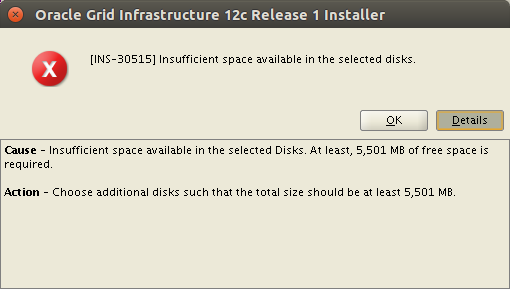 Oracle Grid Infrastructure 12c Release 1 Installer
[INS-30515] Insufficient space available in the selected disks.
OK
Details
Cause - Insufficient space available in the selected Disks. At least, 5,501 MB of free space is
required.
Action - Choose additional disks such that the total size should be at least 5,501 MB.